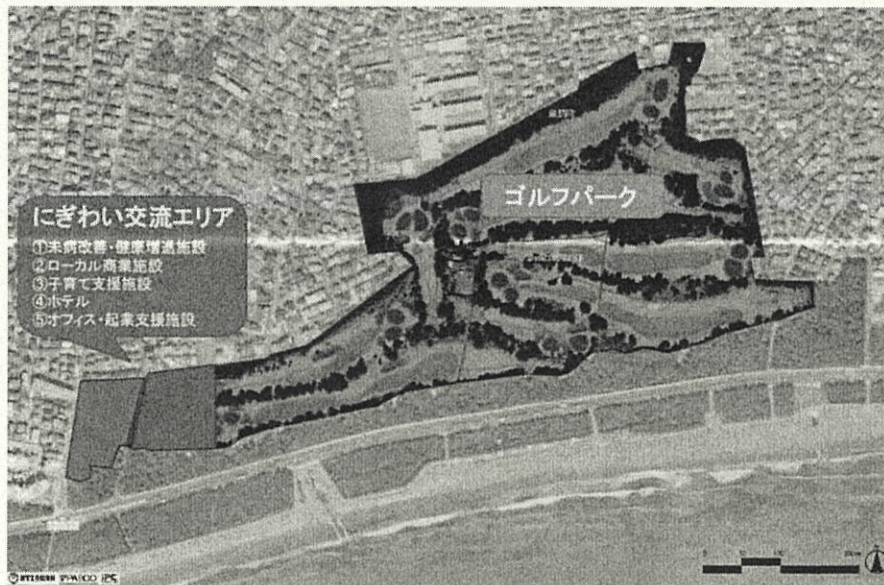 にぎわい交流エリア
①未病改善・健康増進施設
②ローカル商業施設
③子育て支援施設
④ホテル
⑤オフィス・起業支援施設
ゴルフパーク